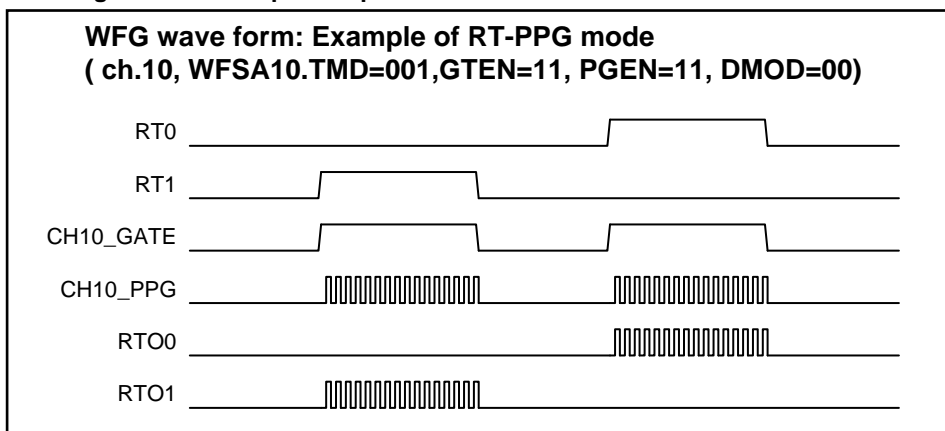 WFG wave form: Example of RT-PPG mode
( ch.10, WFSA10.TMD=001,GTEN=11, PGEN=11, DMOD=00)
RT0
RT1
CH10_GATE
CH10_PPG
RTO0
RTO1